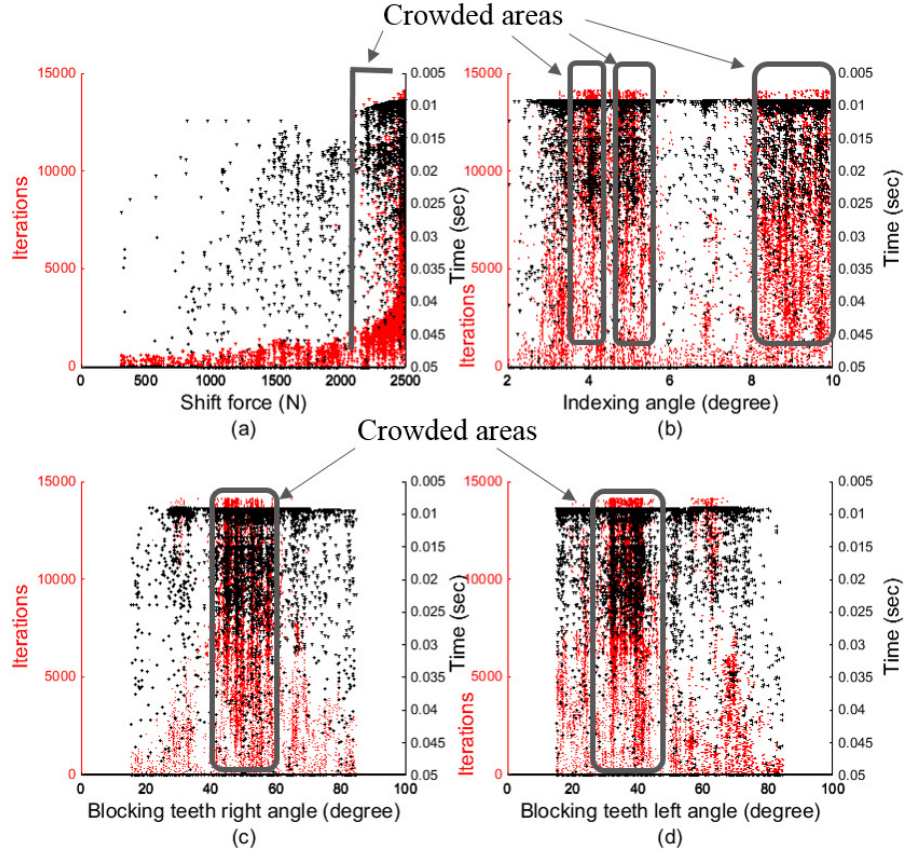 Crowded areas
15000
10000
5000
0
Iterations
0.005
0.01
0.015
0.02
0.025
0.03
0.035
0.04
0.045
0.05
Time (sec)
0 500 1000 1500 2000 2500
Shift force (N)
(a)
15000
10000
5000
0
Iterations
0.005
0.01
0.015
0.02
0.025
0.03
0.035
0.04
0.045
0.05
Time (sec)
2 4 6 8 10
Indexing angle (degree)
(b)
Crowded areas
15000
10000
5000
0
Iterations
0.005
0.01
0.015
0.02
0.025
0.03
0.035
0.04
0.045
0.05
Time (sec)
0 20 40 60 80 100
Blocking teeth right angle (degree)
(c)
15000
10000
5000
0
Iterations
0.005
0.01
0.015
0.02
0.025
0.03
0.035
0.04
0.045
0.05
Time (sec)
0 20 40 60 80 100
Blocking teeth left angle (degree)
(d)